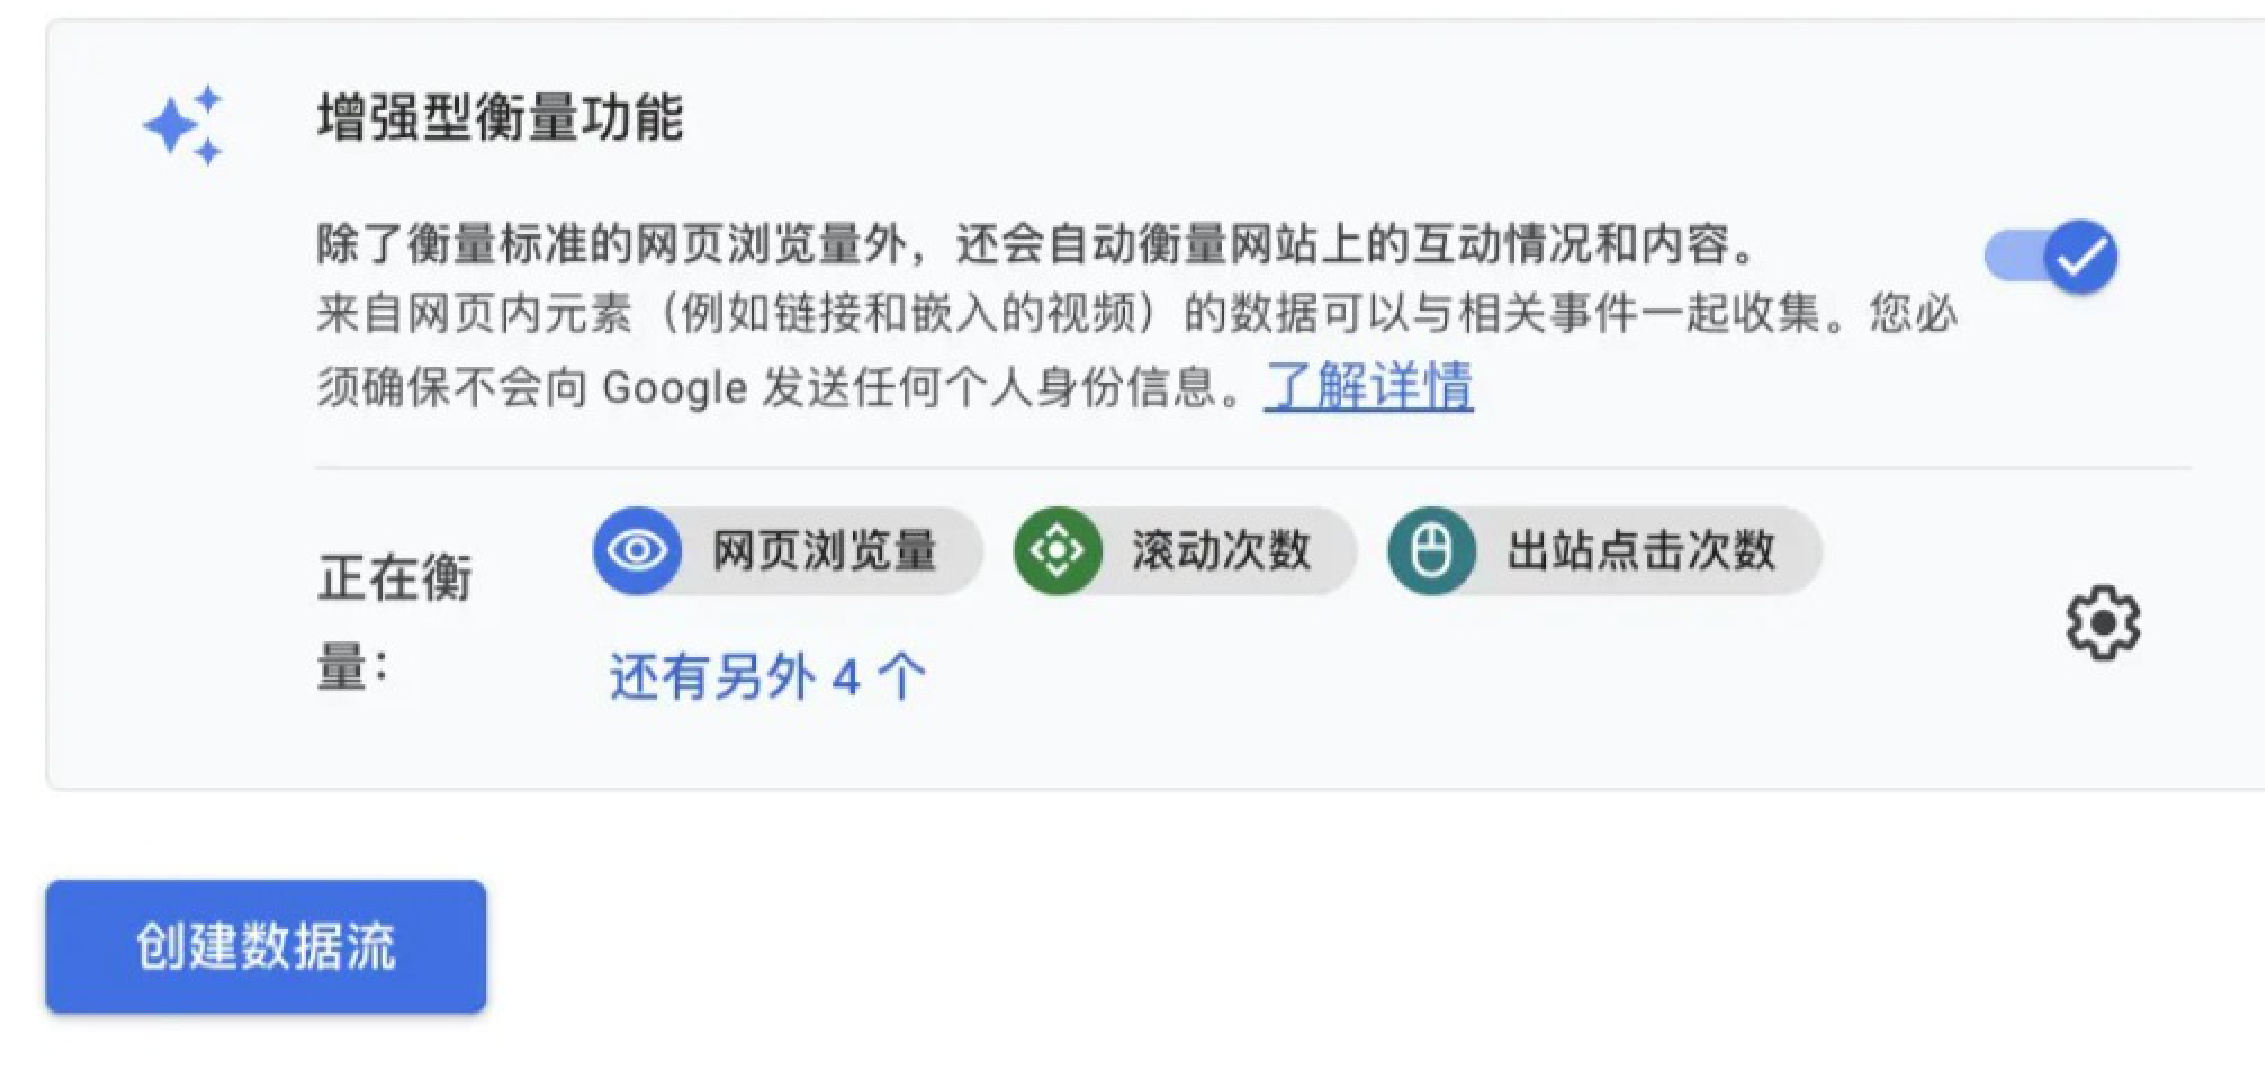 增强型衡量功能
除了衡量标准的网页浏览量外，还会自动衡量网站上的互动情况和内容。
来自网页内元素（例如链接和嵌入的视频）的数据可以与相关事件一起收集。您必
须确保不会向 Google 发送任何个人身份信息。了解详情
正在衡
量：
网页浏览量 滚动次数 出站点击次数
还有另外 4 个
创建数据流